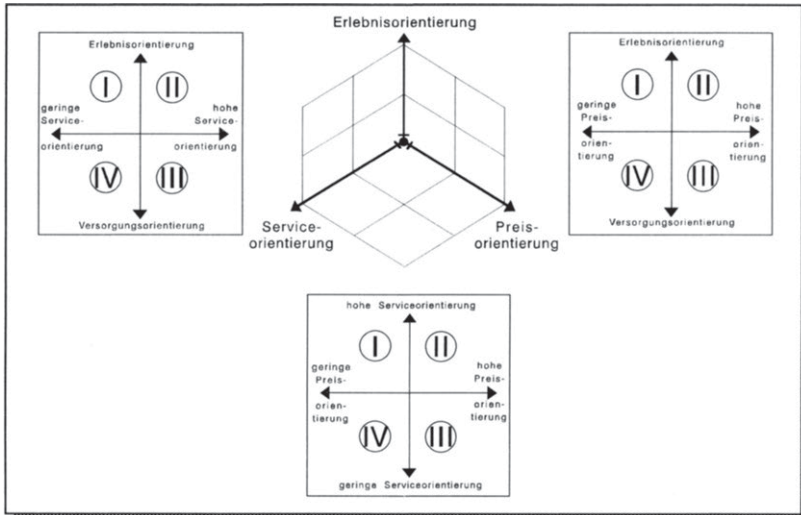 Erlebnisorientierung
Erlebnisorientierung
I II
geringe hohe
Service- Service-
orientierung orientierung
IV III
Versorgungsorientierung
Service-
orientierung
Preis-
orientierung
Erlebnisorientierung
I II
geringe hohe
Preis- Preis-
orien- orien-
tierung tierung
IV III
Versorgungsorientierung
hohe Serviceorientierung
I II
geringe hohe
Preis- Preis-
orien- orien-
tierung tierung
IV III
geringe Serviceorientierung